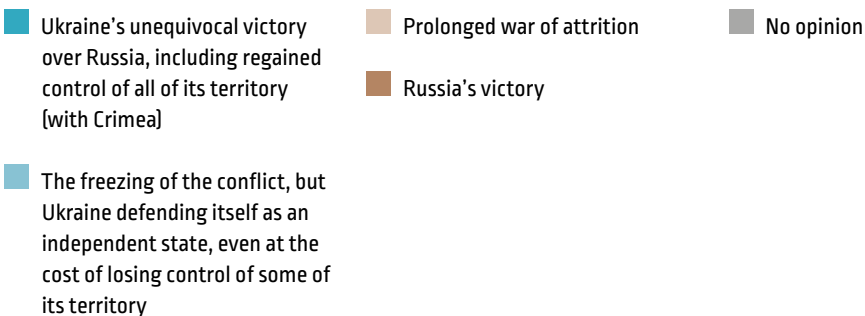 Ukraine's unequivocal victory
over Russia, including regained
control of all of its territory
(with Crimea)
The freezing of the conflict, but
Ukraine defending itself as an
independent state, even at the
cost of losing control of some of
its territory
Prolonged war of attrition
Russia's victory
No opinion